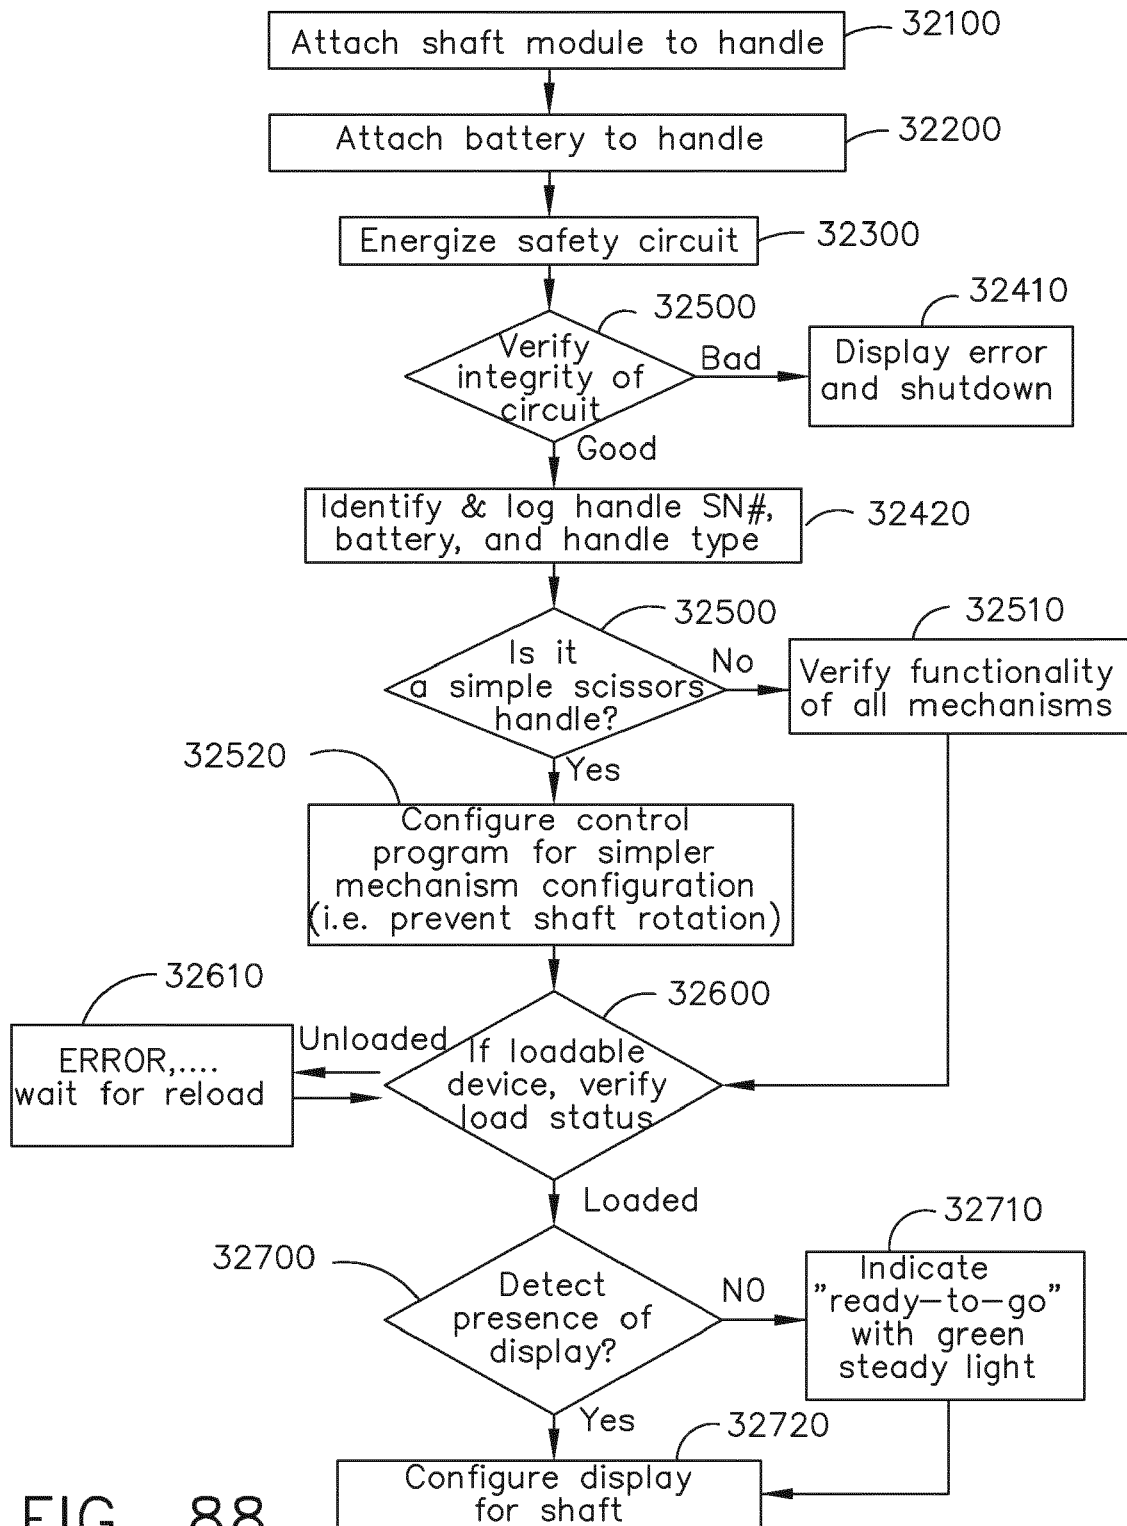 Attach shaft module to handle
32100
Attach battery to handle
32200
Energize safety circuit
32300
32500
Verify
integrity of
circuit
Bad
32410
Display error
and shutdown
Good
Identify & log handle SN#,
battery, and handle type
32420
32500
Is it
a simple scissors
handle?
No
32510
Verify functionality
of all mechanisms
Yes
32520
Configure control
program for simpler
mechanism configuration
(i.e. prevent shaft rotation)
32610
ERROR,....
wait for reload
Unloaded
32600
If loadable
device, verify
load status
Loaded
32700
Detect
presence of
display?
NO
32710
Indicate
"ready-to-go"
with green
steady light
Yes
32720
Configure display
for shaft
FIG. 88